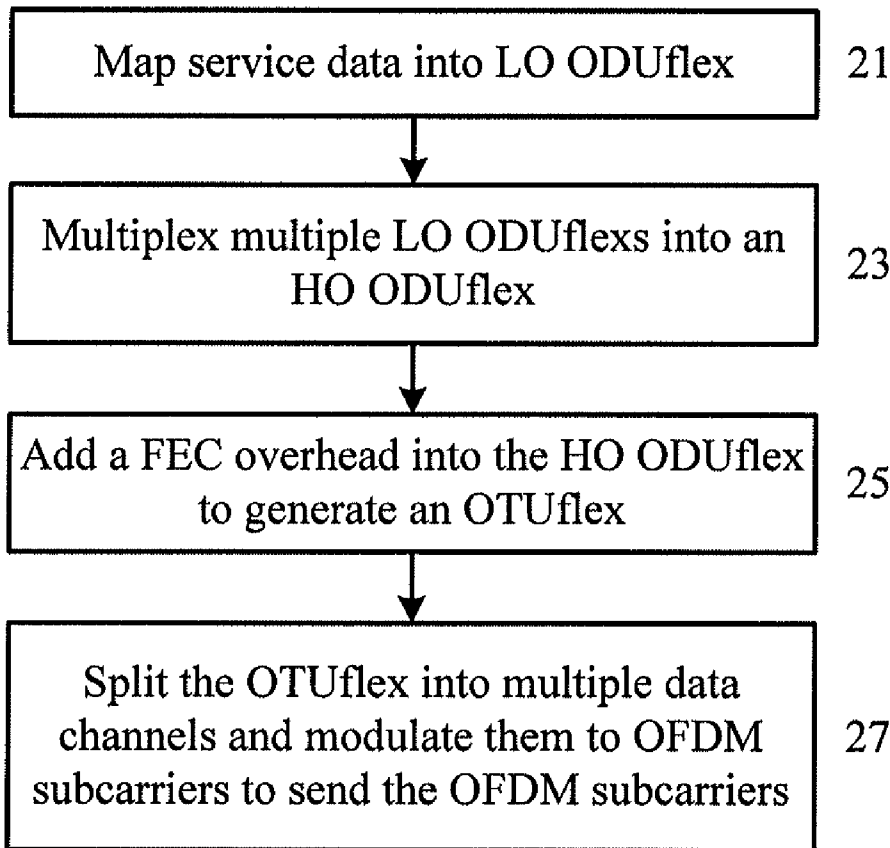 Map service data into LO ODUflex
21
Multiplex multiple LO ODUflexs into an
HO ODUflex
23
Add a FEC overhead into the HO ODUflex
to generate an OTUflex
25
Split the OTUflex into multiple data
channels and modulate them to OFDM
subcarriers to send the OFDM subcarriers
27